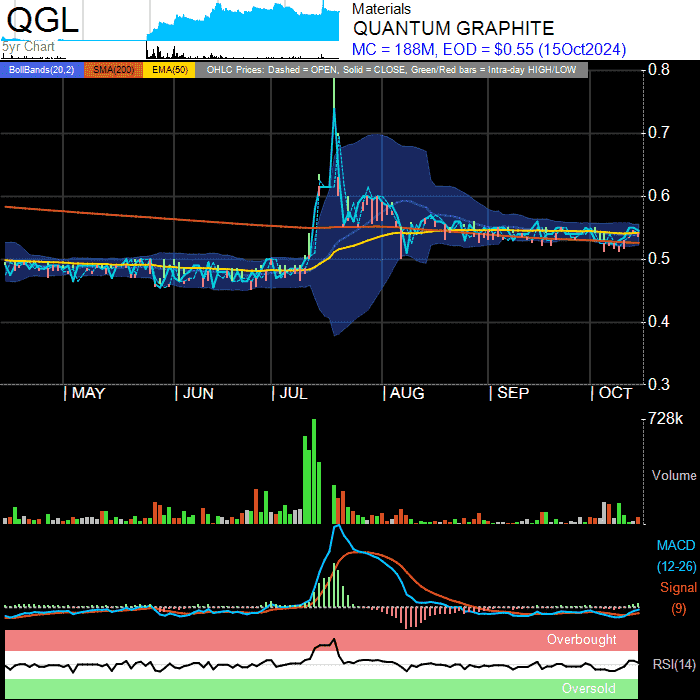 QGL
5yr Chart
Materials
QUANTUM GRAPHITE
MC = 188M, EOD = $0.55 (15Oct2024)
BollBands(20,2) SMA(200) EMA(50) OHLC Prices: Dashed = OPEN, Solid = CLOSE, Green/Red bars = Intra-day HIGH/LOW
0.8
0.7
0.6
0.5
0.4
0.3
| MAY | JUN | JUL | AUG | SEP | OCT
728k
Volume
MACD
(12-26)
Signal
(9)
Overbought
RSI(14)
Oversold